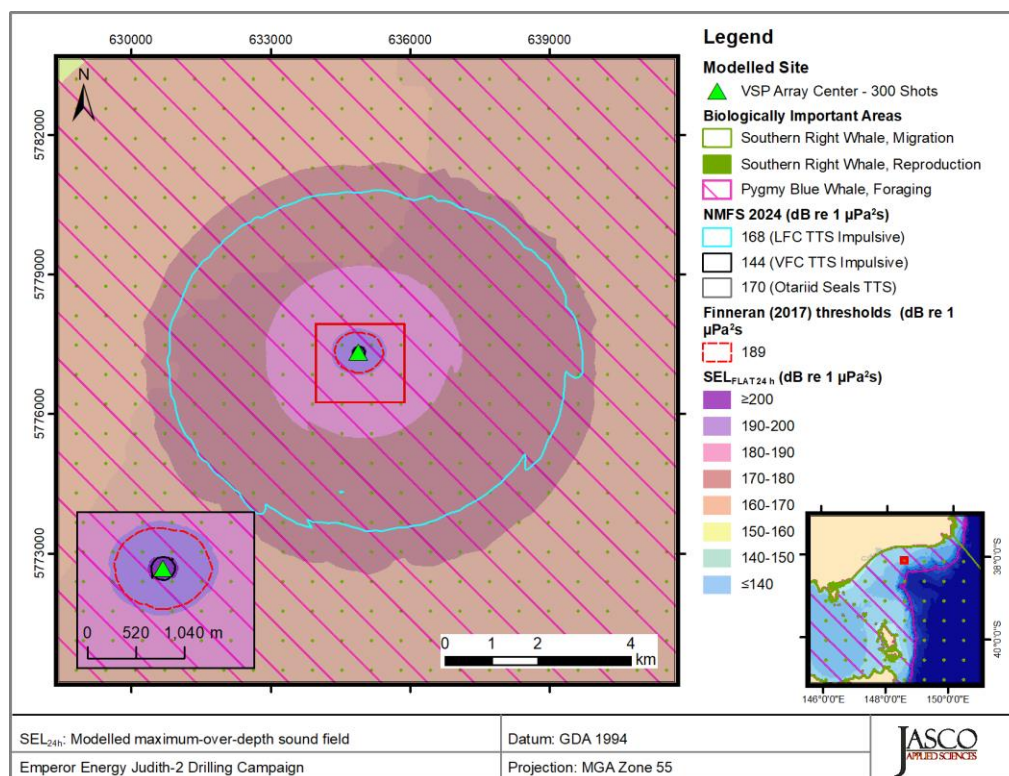 630000 633000 636000 639000
5782000
5779000
5776000
5773000
N
0 520 1,040 m
0 1 2 4
km
Legend
Modelled Site
VSP Array Center - 300 Shots
Biologically Important Areas
Southern Right Whale, Migration
Southern Right Whale, Reproduction
Pygmy Blue Whale, Foraging
NMFS 2024 (dB re 1 µPa²s)
168 (LFC TTS Impulsive)
144 (VFC TTS Impulsive)
170 (Otariid Seals TTS)
Finneran (2017) thresholds (dB re 1
µPa²s
189
SELFLAT 24 h (dB re 1 µPa²s)
≥200
190-200
180-190
170-180
160-170
150-160
140-150
≤140
38°0'0"S
40°0'0"S
146°0'0"E 148°0'0"E 150°0'0"E
SEL24h: Modelled maximum-over-depth sound field
Datum: GDA 1994
Emperor Energy Judith-2 Drilling Campaign
Projection: MGA Zone 55
JASCO
APPLIED SCIENCES